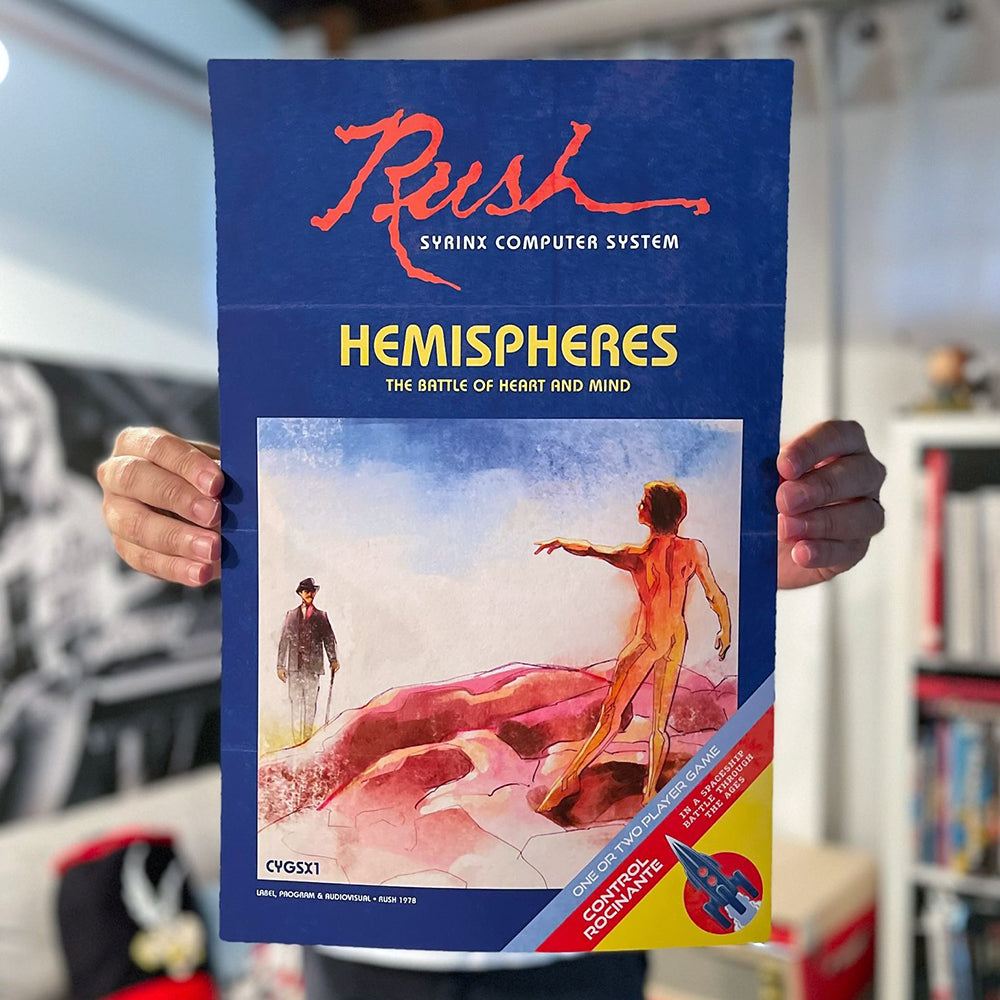 Rush
SYRINX COMPUTER SYSTEM
HEMISPHERES
THE BATTLE OF HEART AND MIND
CYGSX1
LABEL, PROGRAM & AUDIOVISUAL • RUSH 1978
ONE OR TWO PLAYER GAME
CONTROL
ROCINANTE
IN A SPACESHIP
BATTLE THROUGH
THE AGES